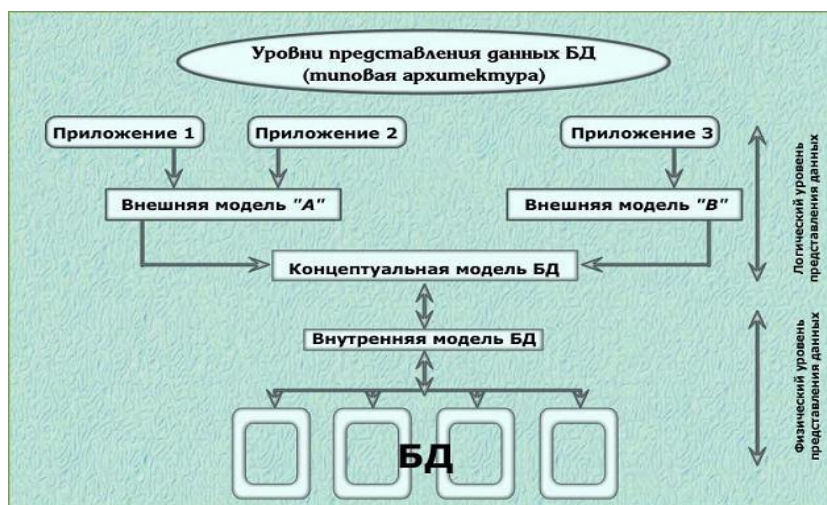 Уровни представления данных БД
(типовая архитектура)
Приложение 1
Приложение 2
Приложение 3
Внешняя модель "А"
Внешняя модель "В"
Концептуальная модель БД
Внутренняя модель БД
БД
Логический уровень
представления данных
Физический уровень
представления данных